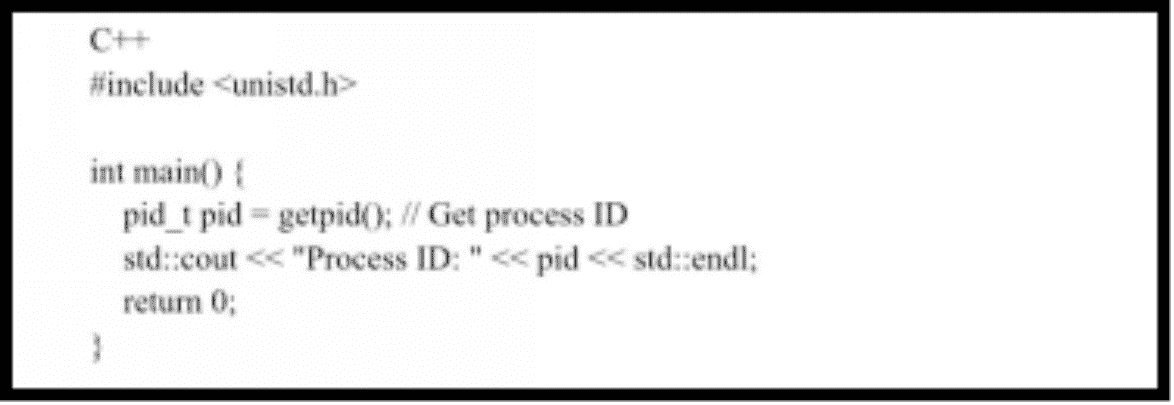 C++
#include <unistd.h>
int main() {
pid_t pid = getpid(); // Get process ID
std::cout << "Process ID: " << pid << std::endl;
return 0;
}